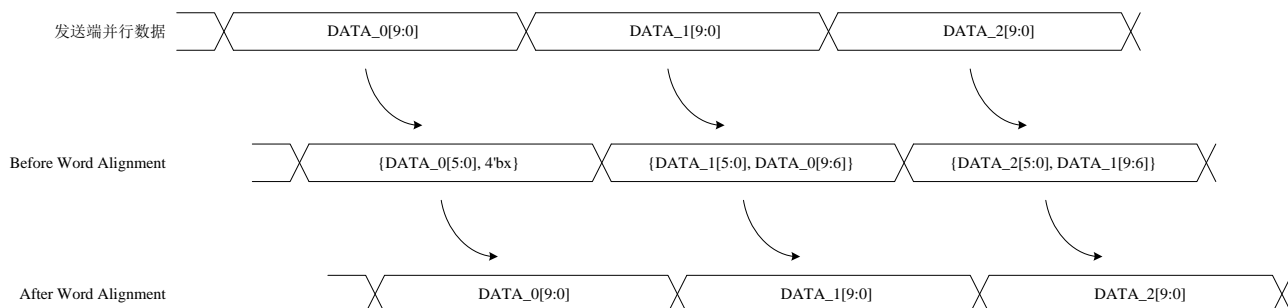 发送端并行数据 DATA_0[9:0] DATA_1[9:0] DATA_2[9:0]
Before Word Alignment {DATA_0[5:0], 4'bx} {DATA_1[5:0], DATA_0[9:6]} {DATA_2[5:0], DATA_1[9:6]}
After Word Alignment DATA_0[9:0] DATA_1[9:0] DATA_2[9:0]